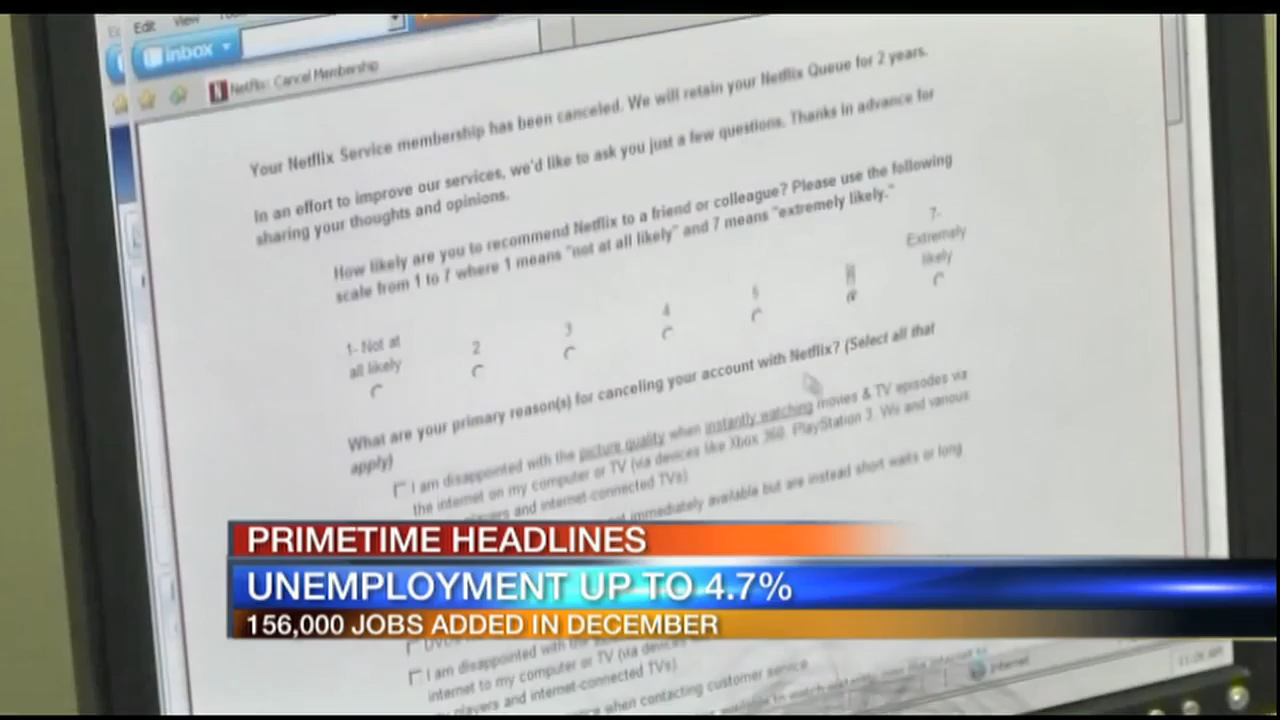 Edit View
inbox
Netflix: Cancel Membership
Your Netflix Service membership has been canceled. We will retain your Netflix Queue for 2 years.
In an effort to improve our services, we'd like to ask you just a few questions. Thanks in advance for
sharing your thoughts and opinions.
How likely are you to recommend Netflix to a friend or colleague? Please use the following
scale from 1 to 7 where 1 means "not at all likely" and 7 means "extremely likely."
1- Not at
all likely
2
3
4
5
7-
Extremely
likely
What are your primary reason(s) for canceling your account with Netflix? (Select all that
apply)
I am disappointed with the picture quality when instantly watching movies & TV episodes via
the internet on my computer or TV (via devices like Xbox 360, PlayStation 3, Wii and various
players and internet-connected TVs)
immediately available but are instead short waits or long
PRIMETIME HEADLINES
UNEMPLOYMENT UP TO 4.7%
156,000 JOBS ADDED IN DECEMBER
I am disappointed with the
internet to my computer or TV (via devices
players and internet-connected TVs)
when contacting customer service
Internet